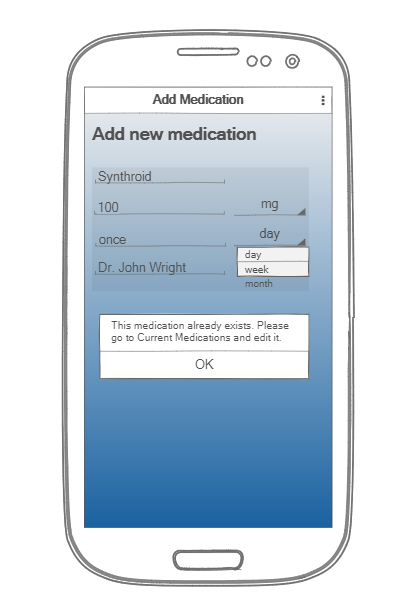 Add Medication
Add new medication
Synthroid
100 mg
once day
day
week
Dr. John Wright
month
This medication already exists. Please
go to Current Medications and edit it.
OK